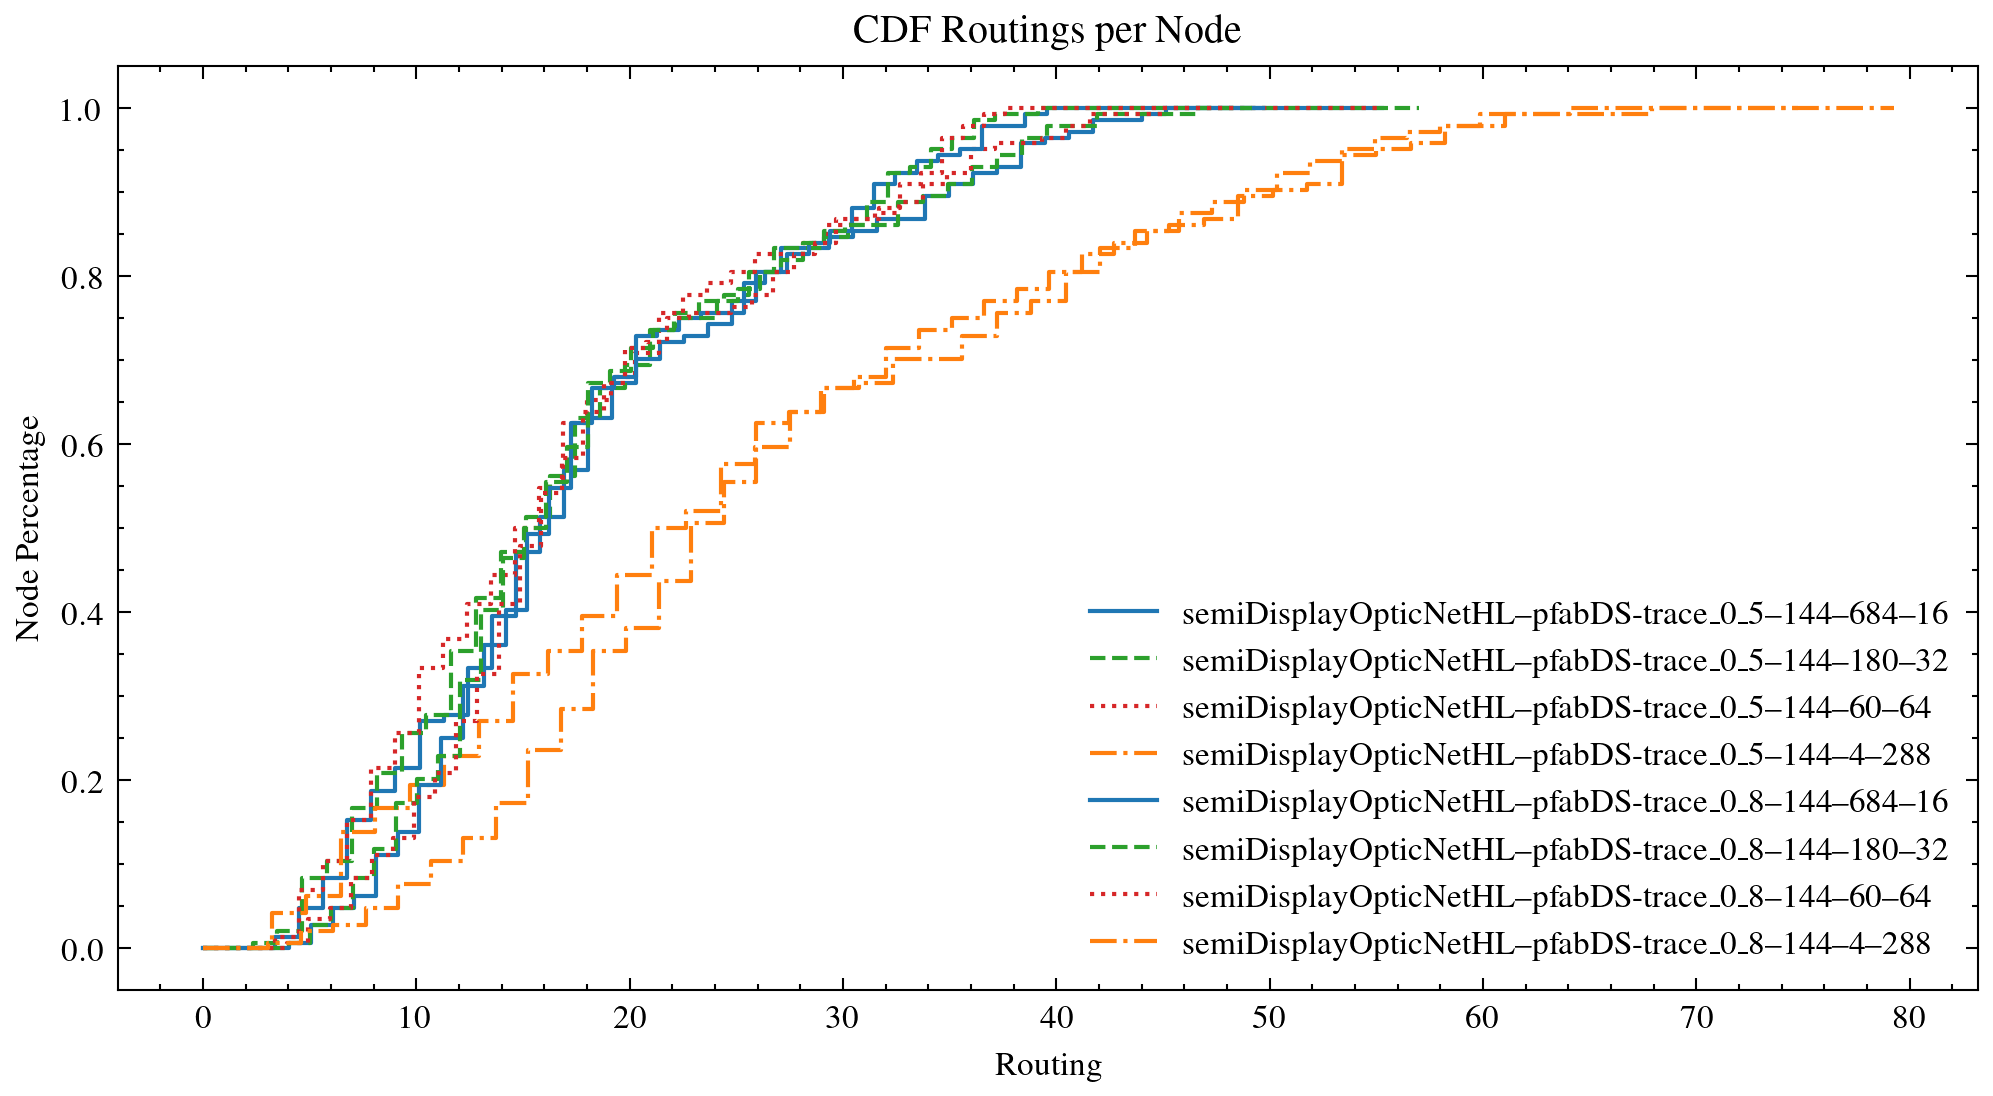 CDF Routings per Node
Node Percentage
1.0
0.8
0.6
0.4
0.2
0.0
semiDisplayOpticNetHL–pfabDS-trace_0_5–144–684–16
semiDisplayOpticNetHL–pfabDS-trace_0_5–144–180–32
semiDisplayOpticNetHL–pfabDS-trace_0_5–144–60–64
semiDisplayOpticNetHL–pfabDS-trace_0_5–144–4–288
semiDisplayOpticNetHL–pfabDS-trace_0_8–144–684–16
semiDisplayOpticNetHL–pfabDS-trace_0_8–144–180–32
semiDisplayOpticNetHL–pfabDS-trace_0_8–144–60–64
semiDisplayOpticNetHL–pfabDS-trace_0_8–144–4–288
0 10 20 30 40 50 60 70 80
Routing